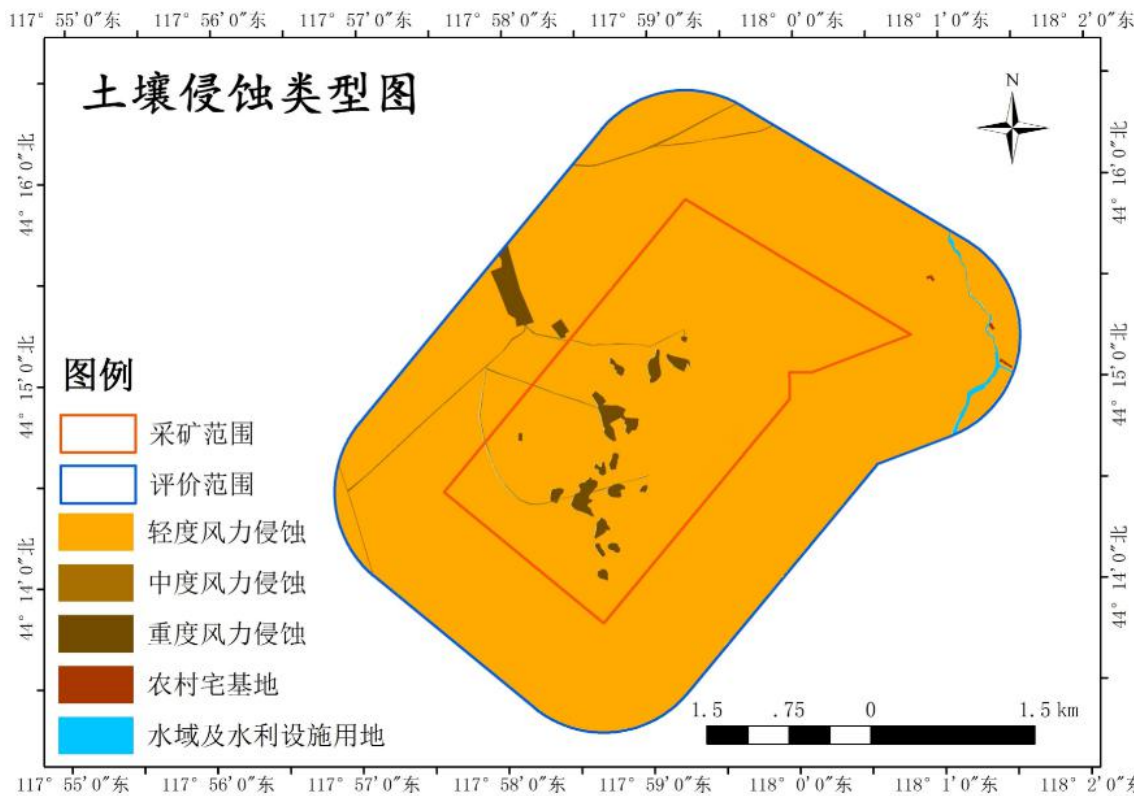 117° 55′0″东 117° 56′0″东 117° 57′0″东 117° 58′0″东 117° 59′0″东 118° 0′0″东 118° 1′0″东 118° 2′0″东
土壤侵蚀类型图
N
44° 16′0″北
44° 15′0″北
44° 14′0″北
44° 16′0″北
44° 15′0″北
44° 14′0″北
图例
采矿范围
评价范围
轻度风力侵蚀
中度风力侵蚀
重度风力侵蚀
农村宅基地
水域及水利设施用地
1.5 .75 0 1.5 km
117° 55′0″东 117° 56′0″东 117° 57′0″东 117° 58′0″东 117° 59′0″东 118° 0′0″东 118° 1′0″东 118° 2′0″东